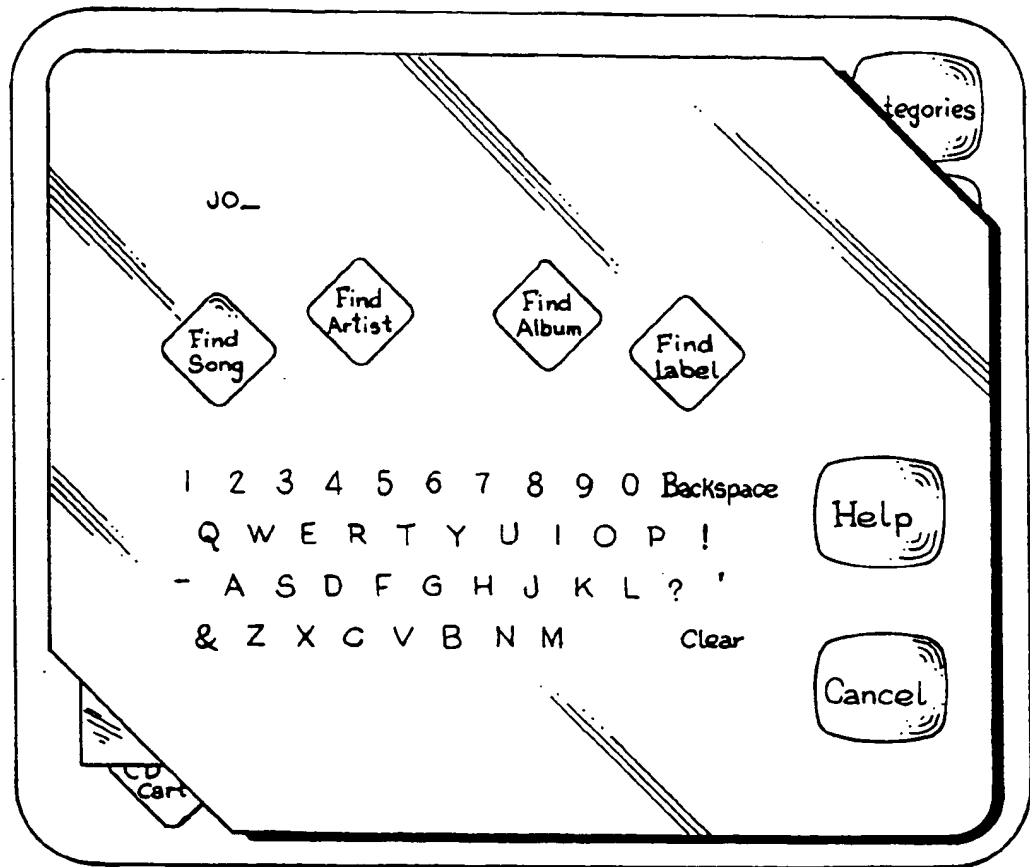 tegories
JO_
Find
Song
Find
Artist
Find
Album
Find
Label
1 2 3 4 5 6 7 8 9 0 Backspace
Q W E R T Y U I O P !
- A S D F G H J K L ? '
& Z X C V B N M Clear
Help
Cancel
CD
Cart